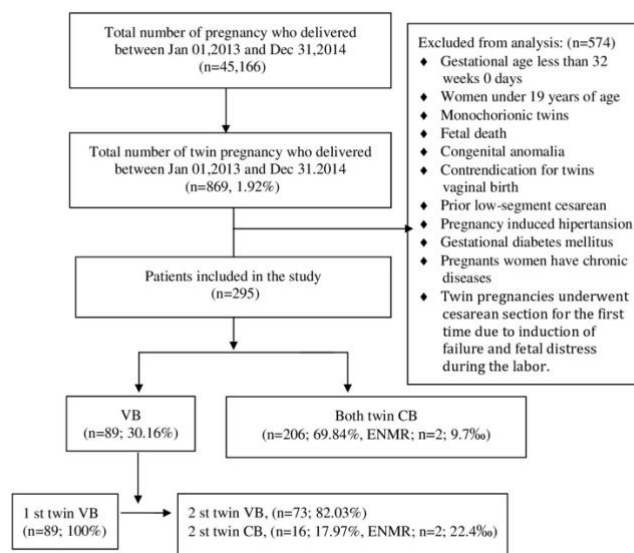 Total number of pregnancy who delivered
between Jan 01,2013 and Dec 31,2014
(n=45,166)
Total number of twin pregnancy who delivered
between Jan 01,2013 and Dec 31.2014
(n=869, 1.92%)
Excluded from analysis: (n=574)
♦ Gestational age less than 32
weeks 0 days
♦ Women under 19 years of age
♦ Monochorionic twins
♦ Fetal death
♦ Congenital anomalia
♦ Contrendication for twins
vaginal birth
♦ Prior low-segment cesarean
♦ Pregnancy induced hipertansion
♦ Gestational diabetes mellitus
♦ Pregnants women have chronic
diseases
♦ Twin pregnancies underwent
cesarean section for the first
time due to induction of
failure and fetal distress
during the labor.
Patients included in the study
(n=295)
VB
(n=89; 30.16%)
Both twin CB
(n=206; 69.84%, ENMR; n=2; 9.7‰)
1 st twin VB
(n=89; 100%)
2 st twin VB, (n=73; 82.03%)
2 st twin CB, (n=16; 17.97%, ENMR; n=2; 22.4‰)